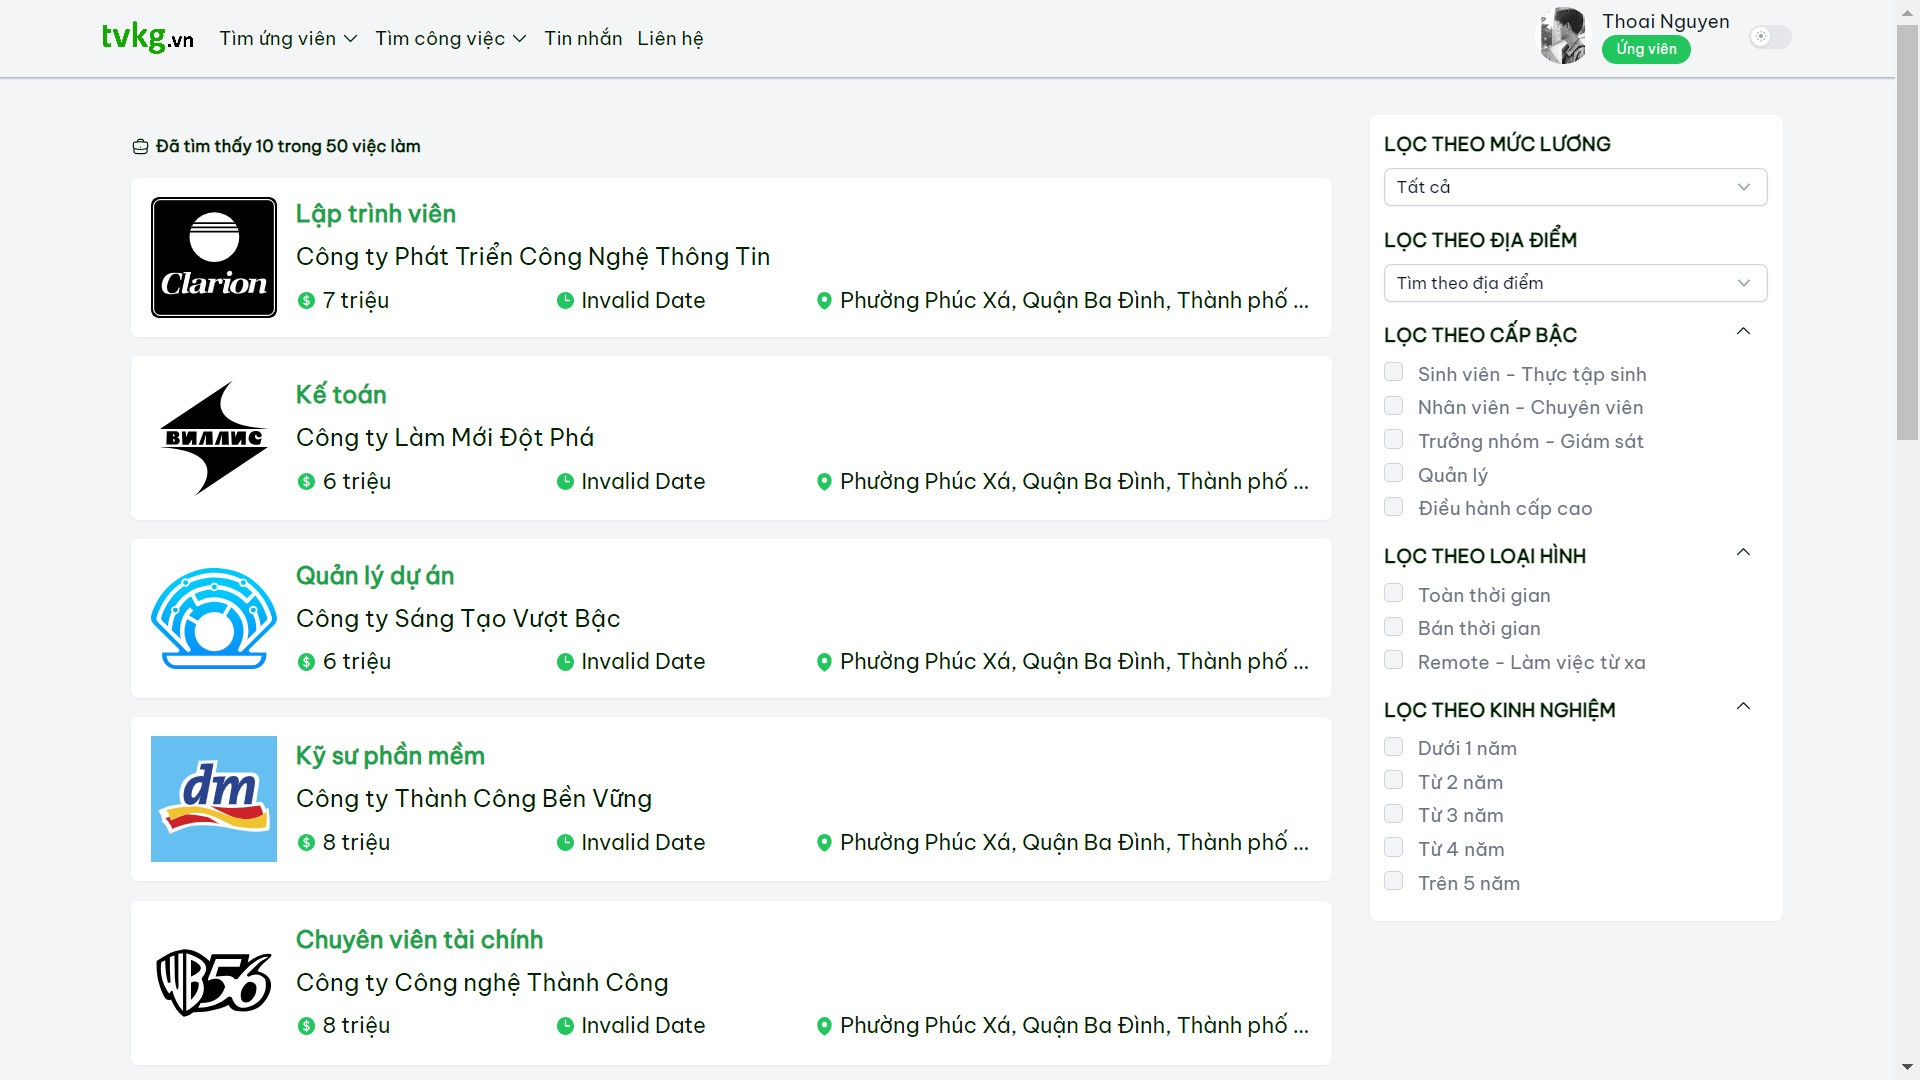 tvkg.vn
Tìm ứng viên
Tìm công việc
Tin nhắn
Liên hệ
Thoai Nguyen
Ứng viên
Đã tìm thấy 10 trong 50 việc làm
Clarion
Lập trình viên
Công ty Phát Triển Công Nghệ Thông Tin
7 triệu
Invalid Date
Phường Phúc Xá, Quận Ba Đình, Thành phố ...
ВИЛЛИС
Kế toán
Công ty Làm Mới Đột Phá
6 triệu
Invalid Date
Phường Phúc Xá, Quận Ba Đình, Thành phố ...
Quản lý dự án
Công ty Sáng Tạo Vượt Bậc
6 triệu
Invalid Date
Phường Phúc Xá, Quận Ba Đình, Thành phố ...
dm
Kỹ sư phần mềm
Công ty Thành Công Bền Vững
8 triệu
Invalid Date
Phường Phúc Xá, Quận Ba Đình, Thành phố ...
WB56
Chuyên viên tài chính
Công ty Công nghệ Thành Công
8 triệu
Invalid Date
Phường Phúc Xá, Quận Ba Đình, Thành phố ...
LỌC THEO MỨC LƯƠNG
Tất cả
LỌC THEO ĐỊA ĐIỂM
Tìm theo địa điểm
LỌC THEO CẤP BẬC
Sinh viên - Thực tập sinh
Nhân viên - Chuyên viên
Trưởng nhóm - Giám sát
Quản lý
Điều hành cấp cao
LỌC THEO LOẠI HÌNH
Toàn thời gian
Bán thời gian
Remote - Làm việc từ xa
LỌC THEO KINH NGHIỆM
Dưới 1 năm
Từ 2 năm
Từ 3 năm
Từ 4 năm
Trên 5 năm